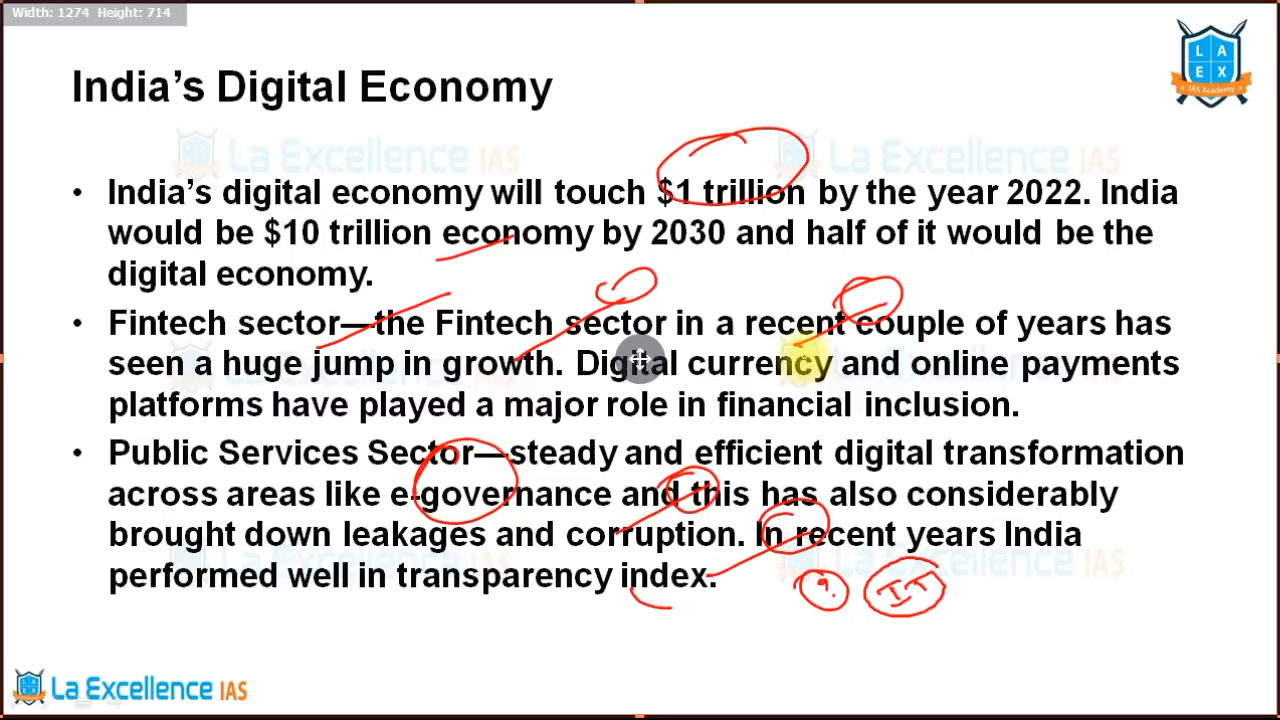 Width: 1274 Height: 714
L A
E X
IAS Academy
India's Digital Economy
La Excellence IAS
La Excellence IAS
• India's digital economy will touch $1 trillion by the year 2022. India
would be $10 trillion economy by 2030 and half of it would be the
digital economy.
• Fintech sector—the Fintech sector in a recent couple of years has
seen a huge jump in growth. Digital currency and online payments
platforms have played a major role in financial inclusion.
• Public Services Sector—steady and efficient digital transformation
across areas like e-governance and this has also considerably
brought down leakages and corruption. In recent years India
performed well in transparency index.
IT
La Excellence IAS